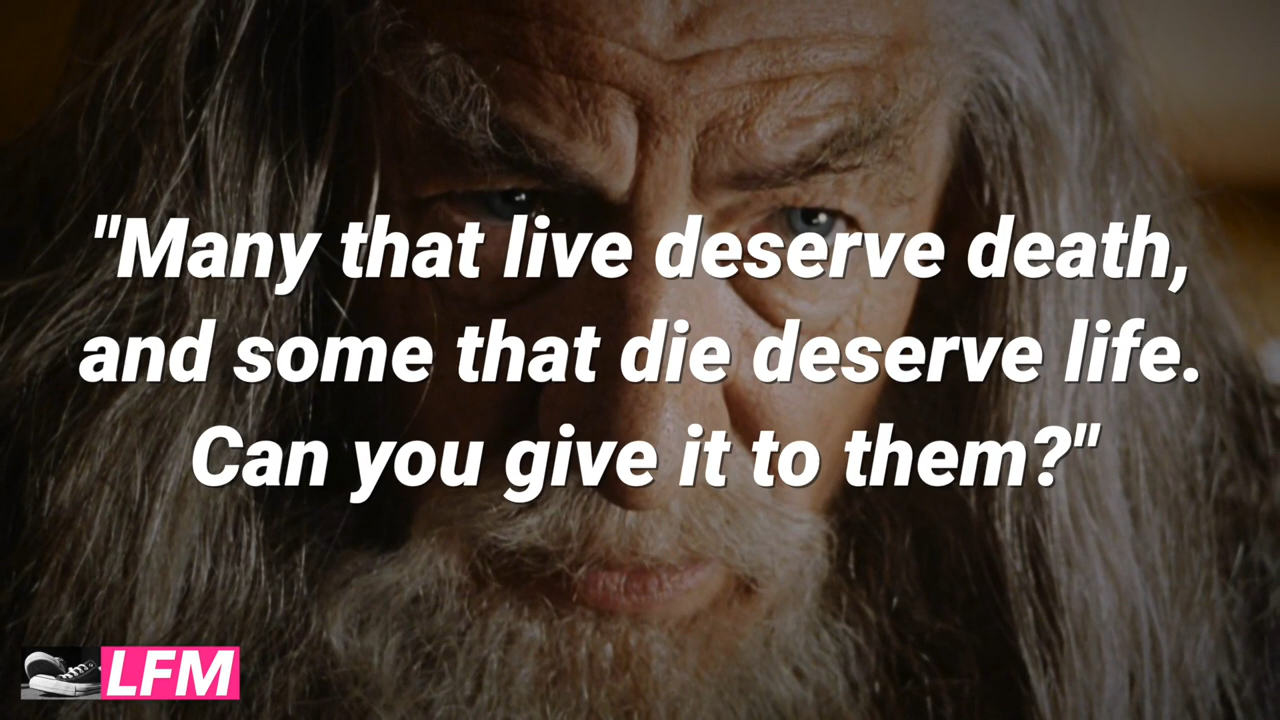 "Many that live deserve death,
and some that die deserve life.
Can you give it to them?"
LFM